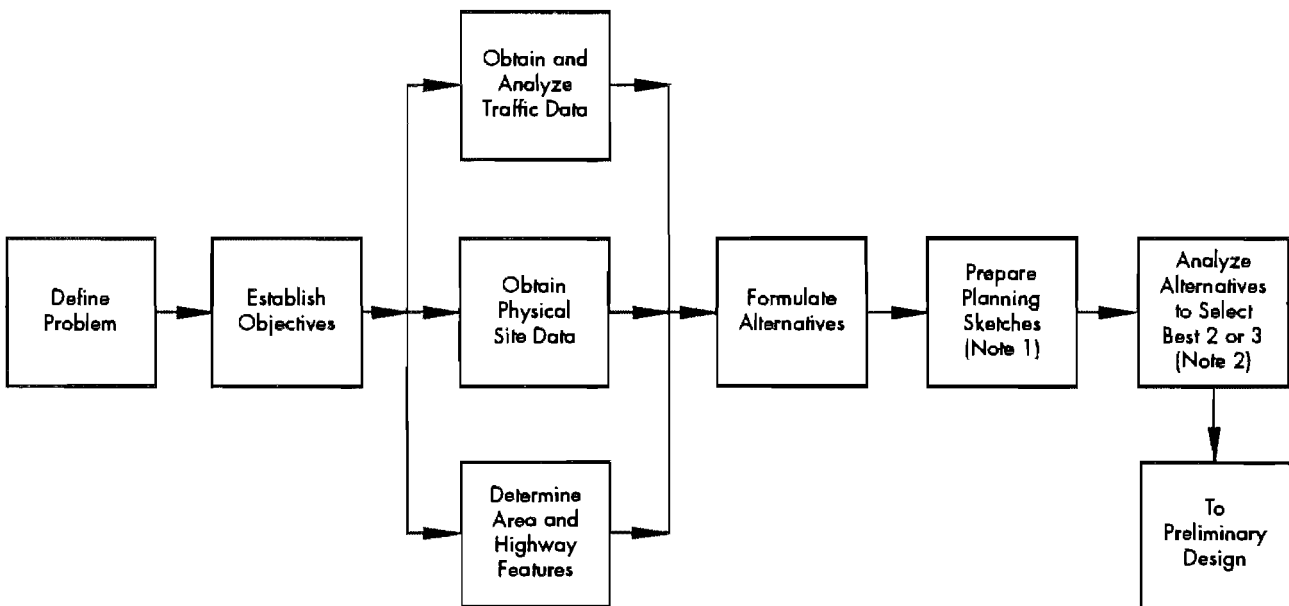 Obtain and
Analyze
Traffic Data
Define
Problem
Establish
Objectives
Obtain
Physical
Site Data
Formulate
Alternatives
Prepare
Planning
Sketches
(Note 1)
Analyze
Alternatives
to Select
Best 2 or 3
(Note 2)
Determine
Area and
Highway
Features
To
Preliminary
Design